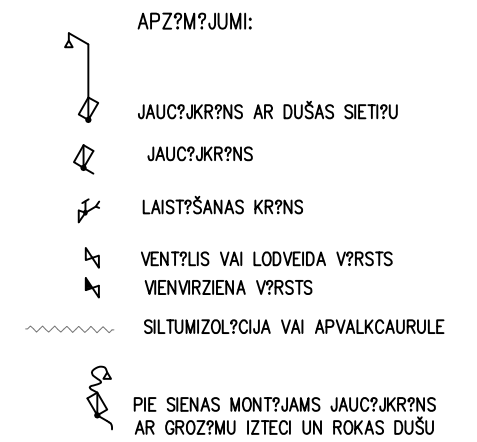 APZ?M?JUMI:
JAUC?JKR?NS AR DUŠAS SIETI?U
JAUC?JKR?NS
LAIST?ŠANAS KR?NS
VENT?LIS VAI LODVEIDA V?RSTS
VIENVIRZIENA V?RSTS
SILTUMIZOL?CIJA VAI APVALKCAURULE
PIE SIENAS MONT?JAMS JAUC?JKR?NS
AR GROZ?MU IZTECI UN ROKAS DUŠU